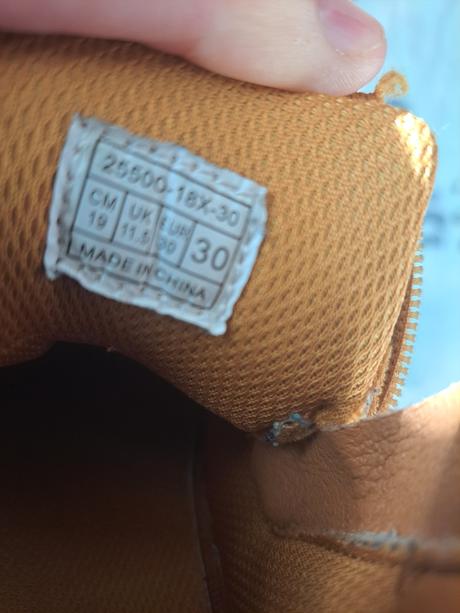 25500-18X-30
CM UK EUR 30
19 11.5 30
MADE IN CHINA